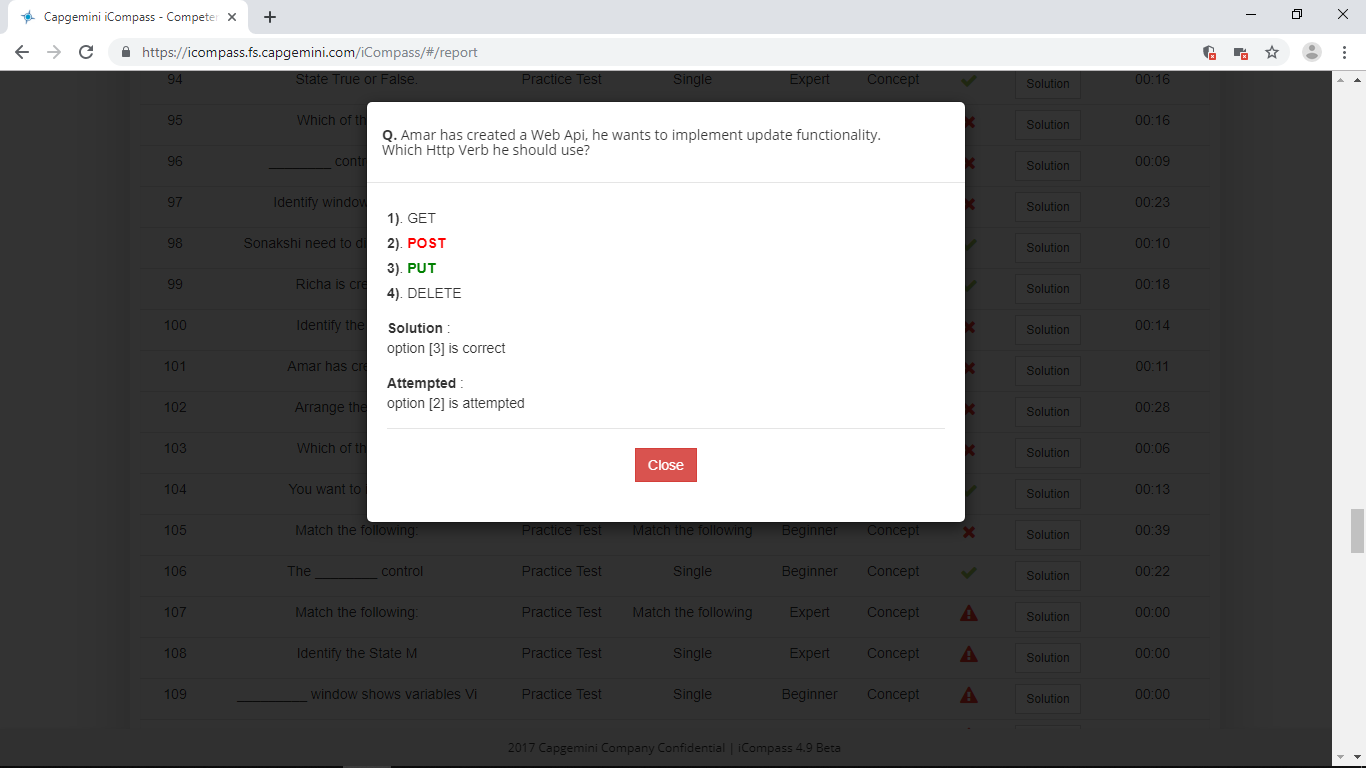 Capgemini iCompass - Competen
https://icompass.fs.capgemini.com/iCompass/#/report
94 State True or False. Practice Test Single Expert Concept Solution 00:16
95 Which of th Solution 00:16
96 ________ contr Solution 00:09
97 Identify window Solution 00:23
98 Sonakshi need to di Solution 00:10
99 Richa is cre Solution 00:18
100 Identify the Solution 00:14
101 Amar has cre Solution 00:11
102 Arrange the Solution 00:28
103 Which of th Solution 00:06
104 You want to Solution 00:13
105 Match the following: Practice Test Match the following Beginner Concept Solution 00:39
106 The ________ control Practice Test Single Beginner Concept Solution 00:22
107 Match the following: Practice Test Match the following Expert Concept Solution 00:00
108 Identify the State M Practice Test Single Expert Concept Solution 00:00
109 _________ window shows variables Vi Practice Test Single Beginner Concept Solution 00:00
Q. Amar has created a Web Api, he wants to implement update functionality.
Which Http Verb he should use?
1). GET
2). POST
3). PUT
4). DELETE
Solution :
option [3] is correct
Attempted :
option [2] is attempted
Close
2017 Capgemini Company Confidential | iCompass 4.9 Beta